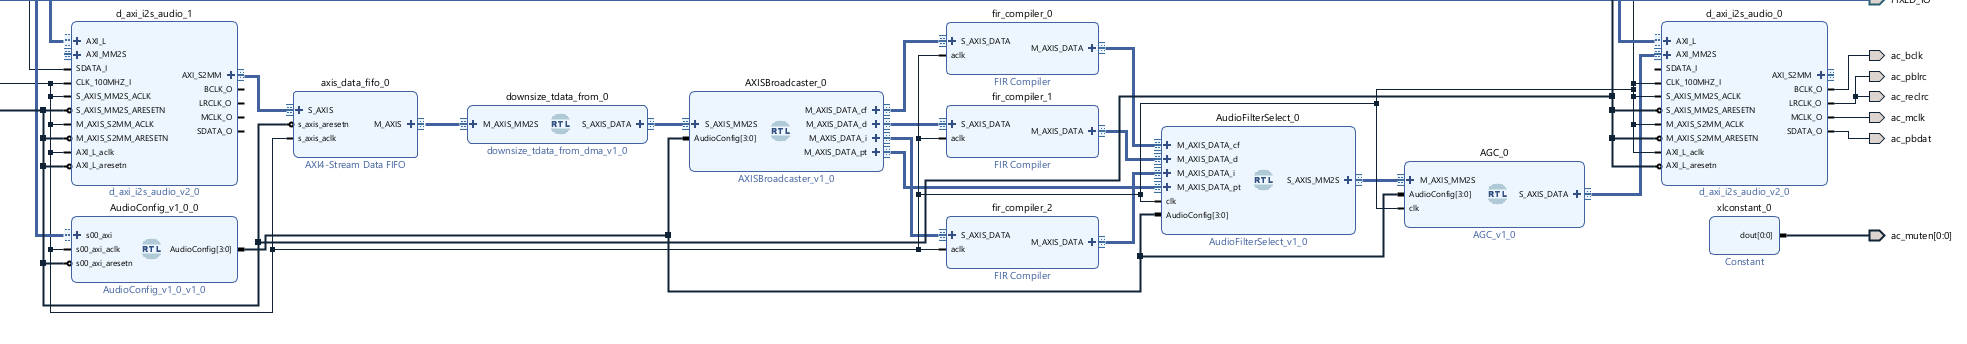 d_axi_i2s_audio_1
AXI_L
AXI_MM2S
SDATA_I
CLK_100MHZ_I
S_AXIS_MM2S_ACLK
S_AXIS_MM2S_ARESETN
M_AXIS_S2MM_ACLK
M_AXIS_S2MM_ARESETN
AXI_L_aclk
AXI_L_aresetn
AXI_S2MM
BCLK_O
LRCLK_O
MCLK_O
SDATA_O
d_axi_i2s_audio_v2_0
AudioConfig_v1_0_0
s00_axi
s00_axi_aclk
s00_axi_aresetn
RTL
AudioConfig[3:0]
AudioConfig_v1_0_v1_0
axis_data_fifo_0
S_AXIS
s_axis_aresetn
s_axis_aclk
M_AXIS
AXI4-Stream Data FIFO
downsize_tdata_from_0
M_AXIS_MM2S
RTL
S_AXIS_DATA
downsize_tdata_from_dma_v1_0
AXISBroadcaster_0
S_AXIS_MM2S
AudioConfig[3:0]
RTL
M_AXIS_DATA_cf
M_AXIS_DATA_d
M_AXIS_DATA_i
M_AXIS_DATA_pt
AXISBroadcaster_v1_0
fir_compiler_0
S_AXIS_DATA
aclk
M_AXIS_DATA
FIR Compiler
fir_compiler_1
S_AXIS_DATA
aclk
M_AXIS_DATA
FIR Compiler
fir_compiler_2
S_AXIS_DATA
aclk
M_AXIS_DATA
FIR Compiler
AudioFilterSelect_0
M_AXIS_DATA_cf
M_AXIS_DATA_d
M_AXIS_DATA_i
M_AXIS_DATA_pt
clk
AudioConfig[3:0]
RTL
S_AXIS_MM2S
AudioFilterSelect_v1_0
AGC_0
M_AXIS_MM2S
AudioConfig[3:0]
clk
RTL
S_AXIS_DATA
AGC_v1_0
d_axi_i2s_audio_0
AXI_L
AXI_MM2S
SDATA_I
CLK_100MHZ_I
S_AXIS_MM2S_ACLK
S_AXIS_MM2S_ARESETN
M_AXIS_S2MM_ACLK
M_AXIS_S2MM_ARESETN
AXI_L_aclk
AXI_L_aresetn
AXI_S2MM
BCLK_O
LRCLK_O
MCLK_O
SDATA_O
d_axi_i2s_audio_v2_0
xlconstant_0
dout[0:0]
Constant
FIXED_IO
ac_bclk
ac_pblrc
ac_reclrc
ac_mclk
ac_pbdat
ac_muten[0:0]